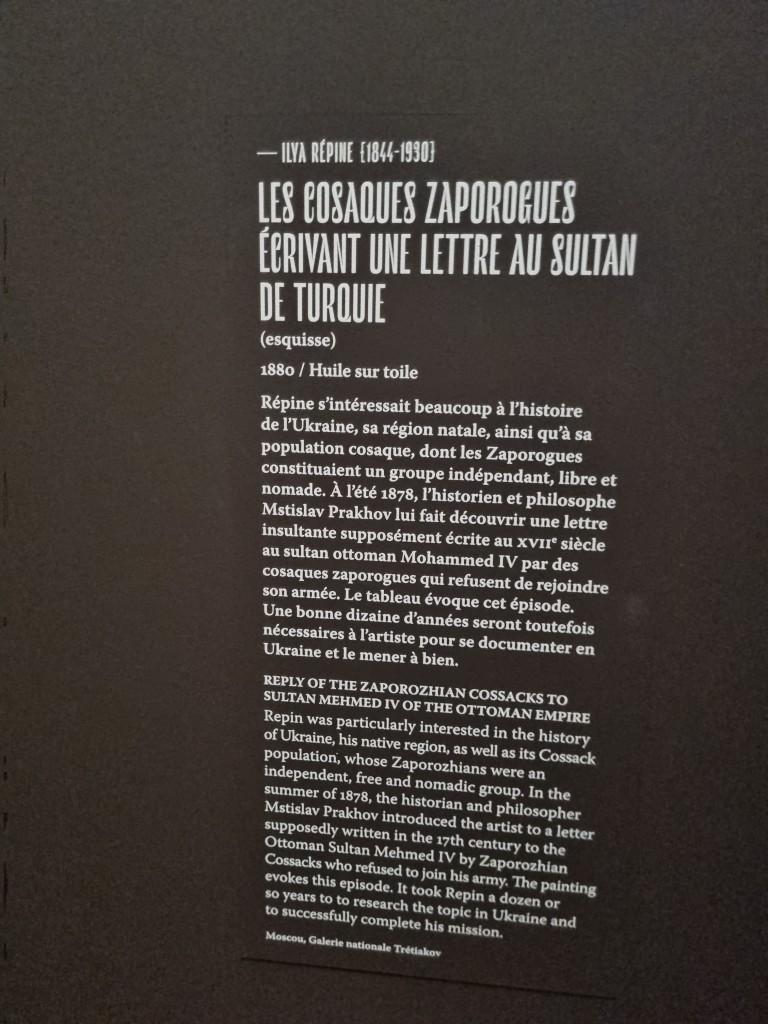 — ILYA RÉPINE {1844-1930}
LES COSAQUES ZAPOROGUES
ÉCRIVANT UNE LETTRE AU SULTAN
DE TURQUIE
(esquisse)
1880 / Huile sur toile
Répine s'intéressait beaucoup à l'histoire
de l'Ukraine, sa région natale, ainsi qu'à sa
population cosaque, dont les Zaporogues
constituaient un groupe indépendant, libre et
nomade. À l'été 1878, l'historien et philosophe
Mstislav Prakhov lui fait découvrir une lettre
insultante supposément écrite au XVIIe siècle
au sultan ottoman Mohammed IV par des
cosaques zaporogues qui refusent de rejoindre
son armée. Le tableau évoque cet épisode.
Une bonne dizaine d'années seront toutefois
nécessaires à l'artiste pour se documenter en
Ukraine et le mener à bien.
REPLY OF THE ZAPOROZHIAN COSSACKS TO
SULTAN MEHMED IV OF THE OTTOMAN EMPIRE
Repin was particularly interested in the history
of Ukraine, his native region, as well as its Cossack
population, whose Zaporozhians were an
independent, free and nomadic group. In the
summer of 1878, the historian and philosopher
Mstislav Prakhov introduced the artist to a letter
supposedly written in the 17th century to the
Ottoman Sultan Mehmed IV by Zaporozhian
Cossacks who refused to join his army. The painting
evokes this episode. It took Repin a dozen or
so years to to research the topic in Ukraine and
to successfully complete his mission.
Moscou, Galerie nationale Trétiakov